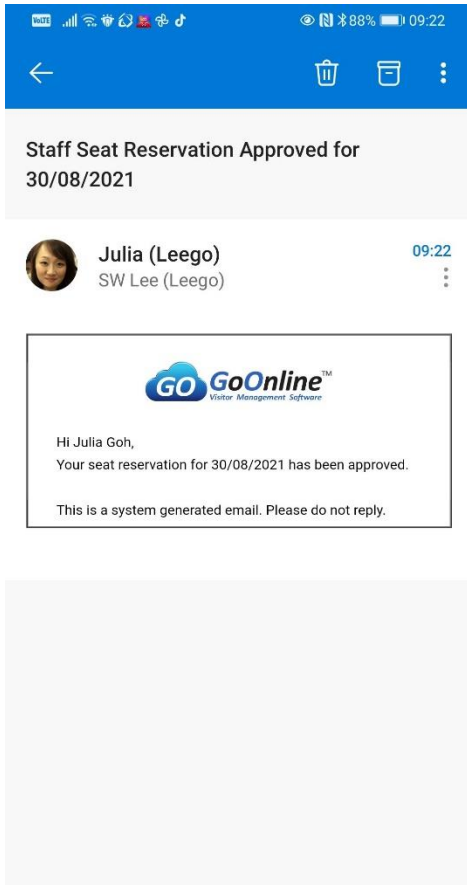 VoLTE 88% 09:22
Staff Seat Reservation Approved for
30/08/2021
Julia (Leego) 09:22
SW Lee (Leego)
GO GoOnline™
Visitor Management Software
Hi Julia Goh,
Your seat reservation for 30/08/2021 has been approved.
This is a system generated email. Please do not reply.